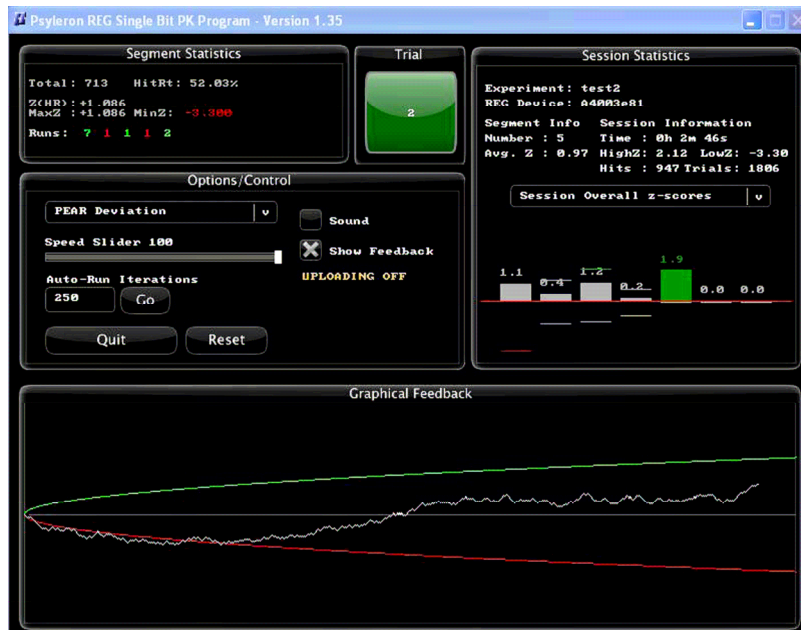 Psyleron REG Single Bit PK Program - Version 1.35
Segment Statistics
Total: 713 HitRt: 52.03%
Z(HR):+1.086
MaxZ :+1.086 MinZ: -3.300
Runs: 7 1 1 1 2
Trial
2
Session Statistics
Experiment: test2
REG Device: A4003e81
Segment Info Session Information
Number : 5 Time : 0h 2m 46s
Avg. Z : 0.97 HighZ: 2.12 LowZ: -3.30
Hits : 947 Trials: 1806
Session Overall z-scores v
1.1 0.4 1.2 0.2 1.9 0.0 0.0
Options/Control
PEAR Deviation v
Sound
Speed Slider 100
Show Feedback
Auto-Run Iterations
UPLOADING OFF
250 Go
Quit Reset
Graphical Feedback